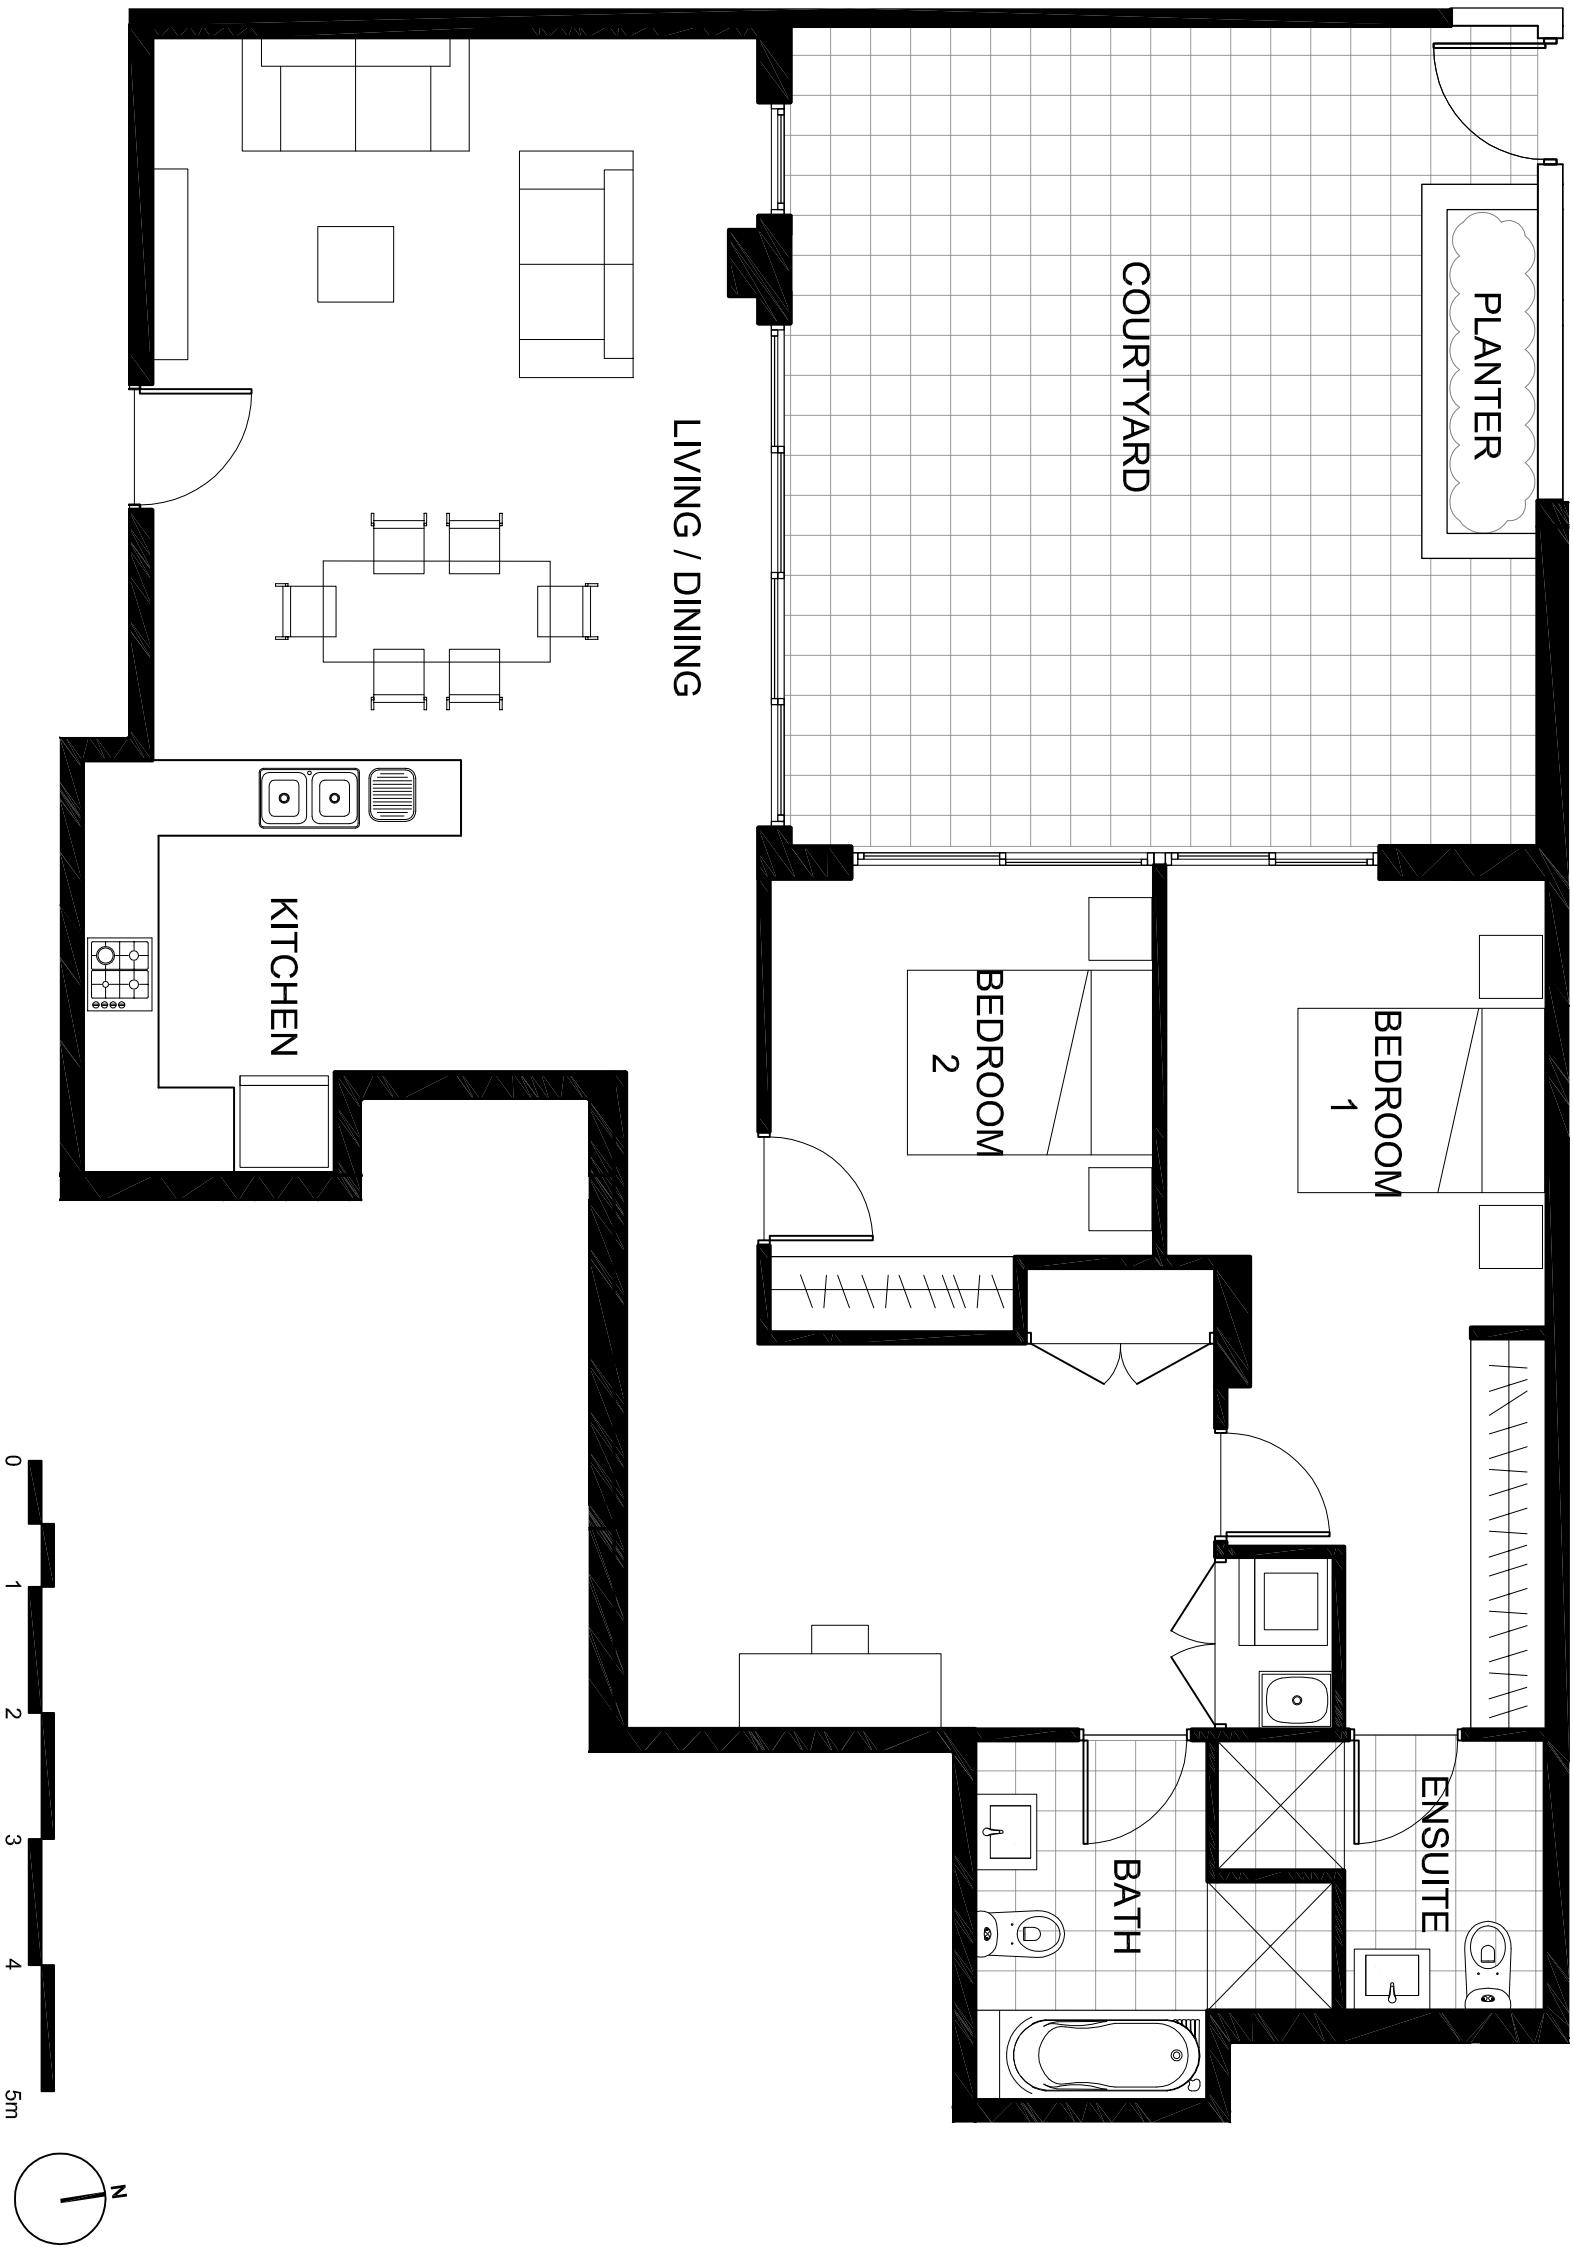 PLANTER
COURTYARD
LIVING / DINING
KITCHEN
BEDROOM
1
BEDROOM
2
ENSUITE
BATH
0
1
2
3
4
5m
N